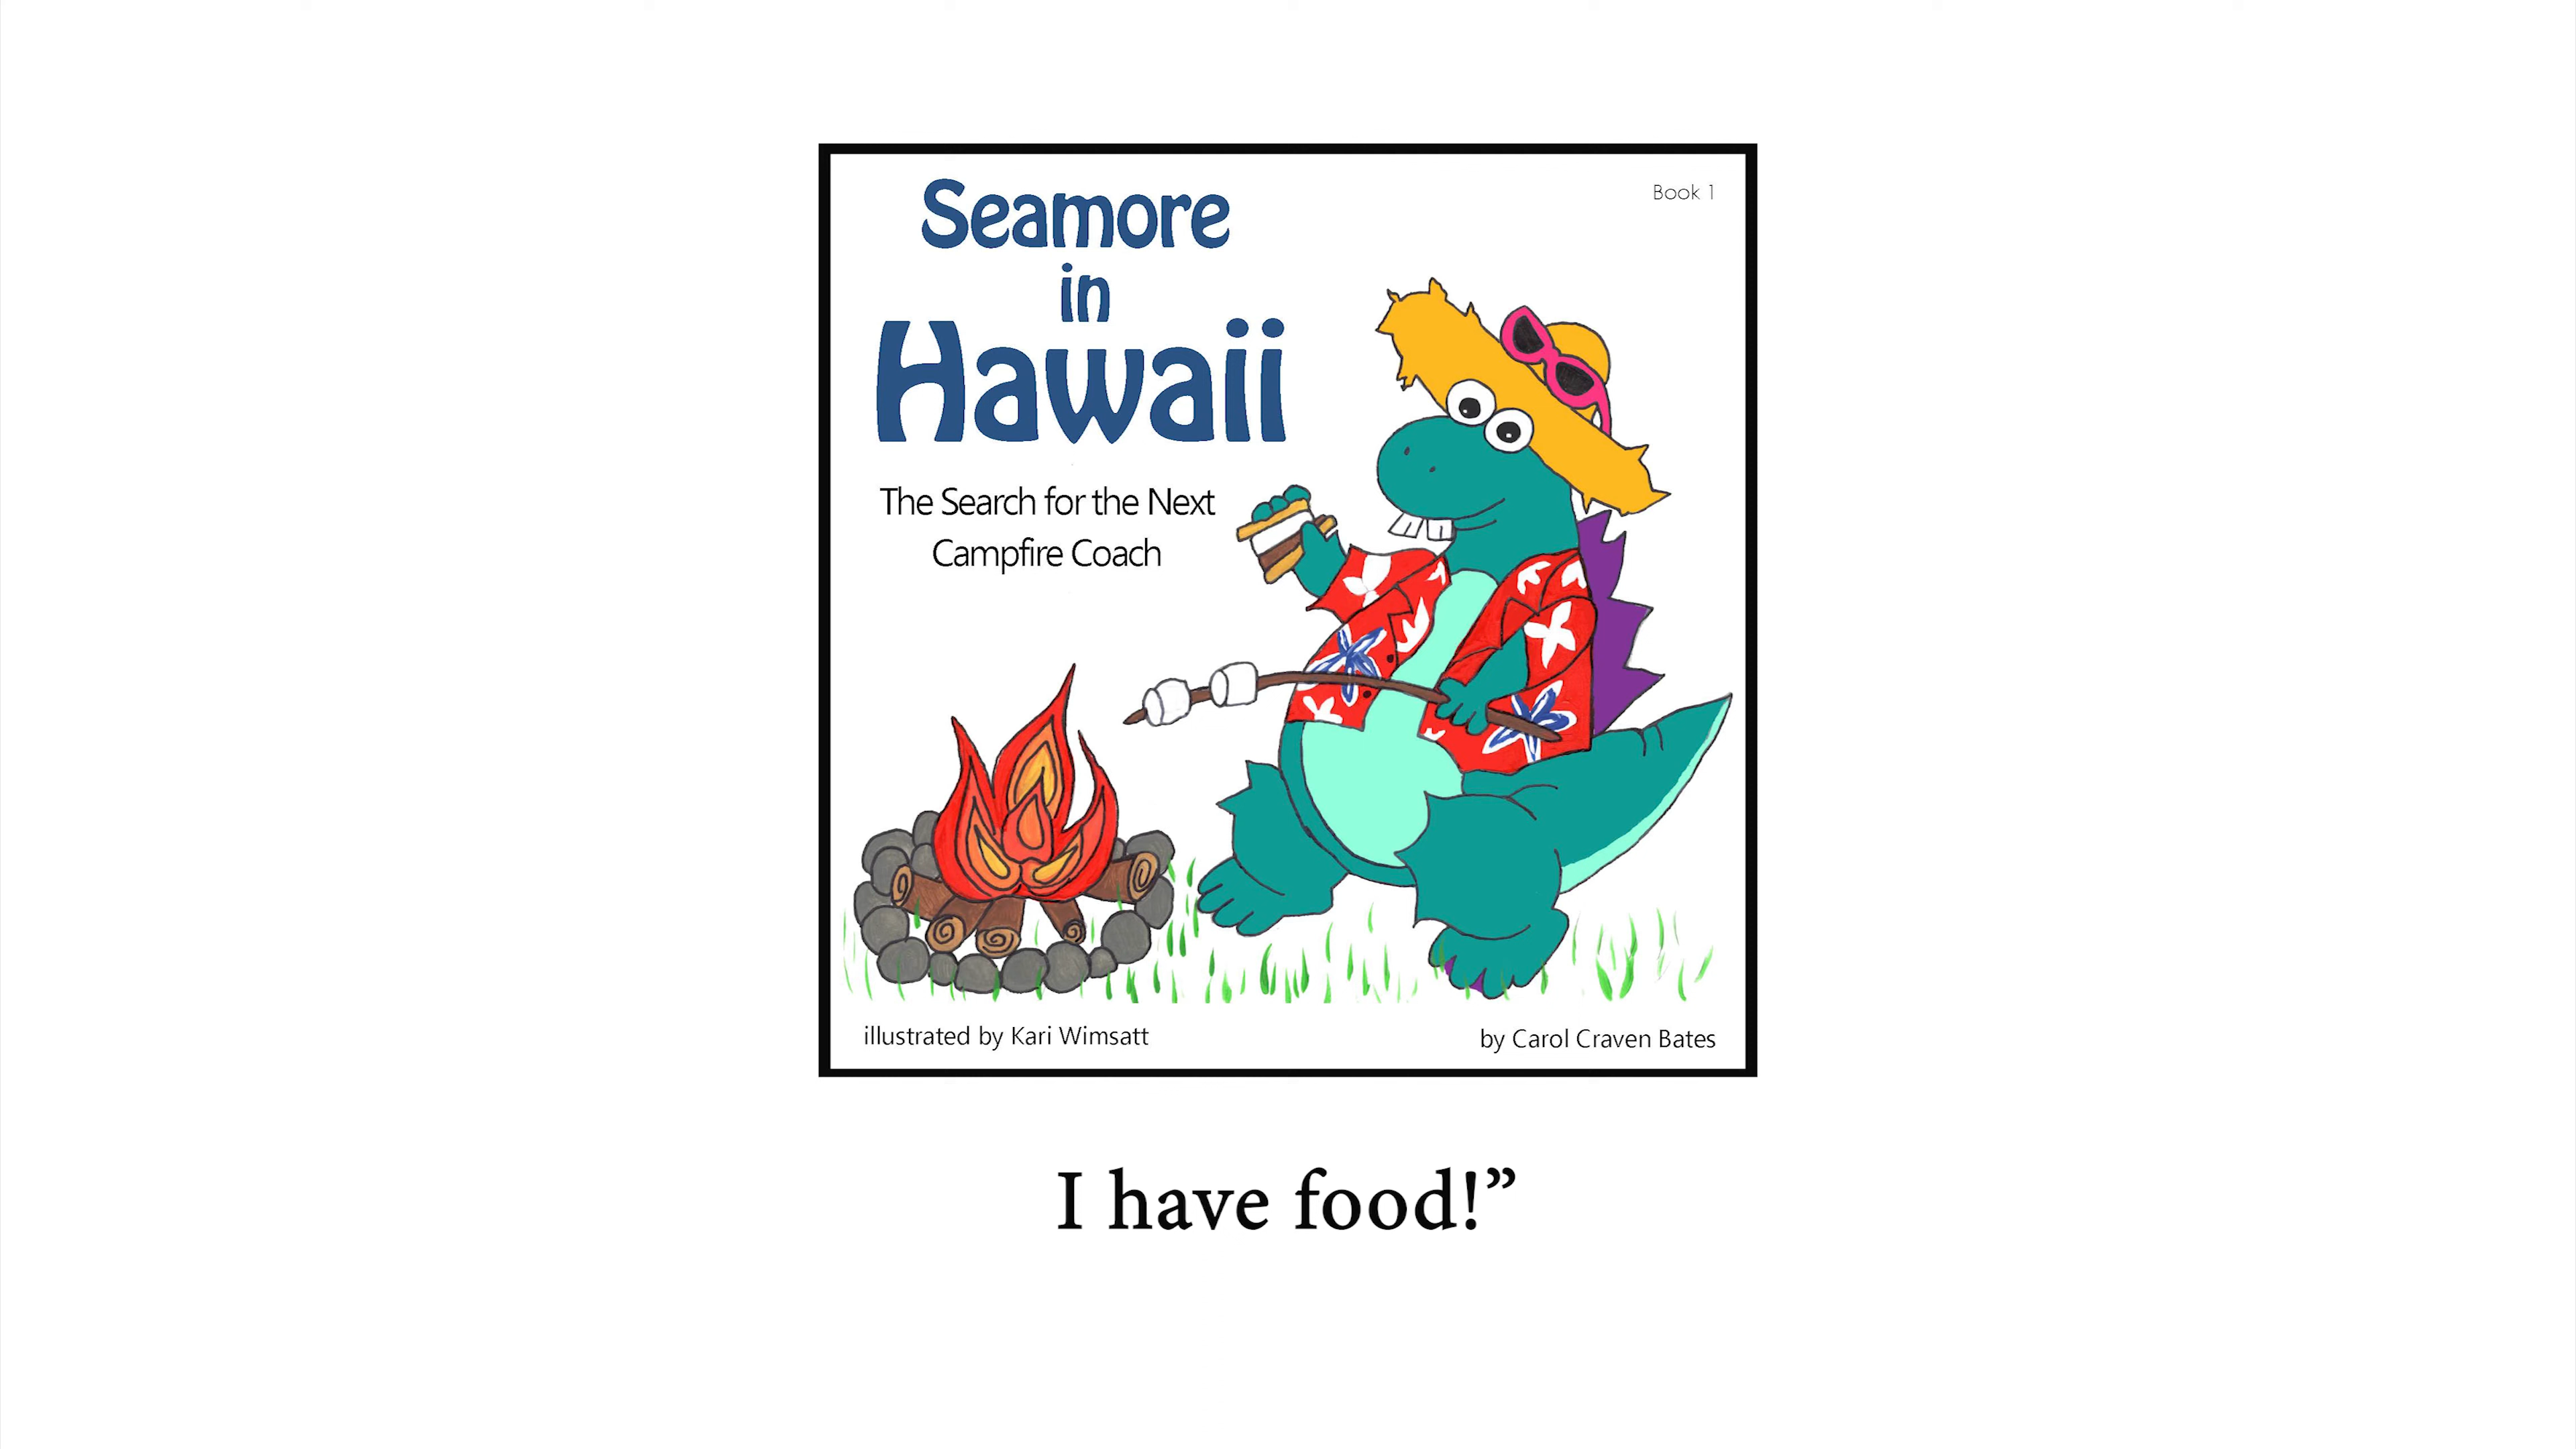 Seamore
in
Hawaii
Book 1
The Search for the Next
Campfire Coach
illustrated by Kari Wimsatt
by Carol Craven Bates
I have food!”